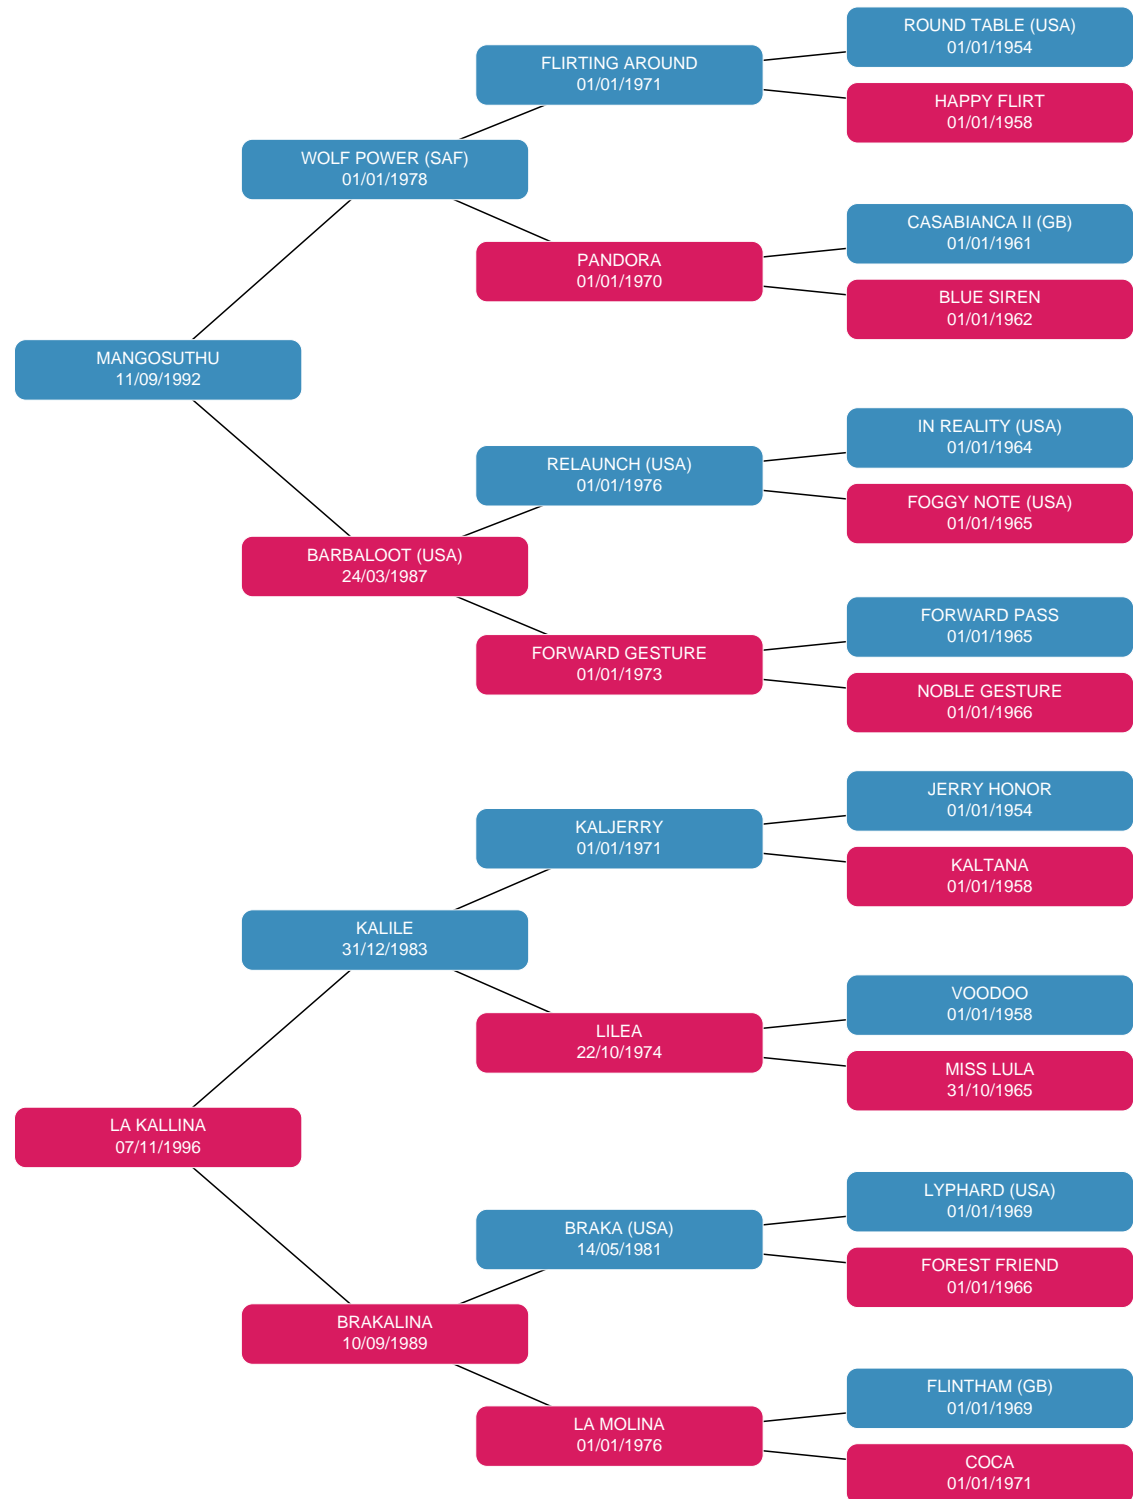 ROUND TABLE (USA)
01/01/1954
FLIRTING AROUND
01/01/1971
HAPPY FLIRT
01/01/1958
WOLF POWER (SAF)
01/01/1978
CASABIANCA II (GB)
01/01/1961
PANDORA
01/01/1970
BLUE SIREN
01/01/1962
MANGOSUTHU
11/09/1992
IN REALITY (USA)
01/01/1964
RELAUNCH (USA)
01/01/1976
FOGGY NOTE (USA)
01/01/1965
BARBALOOT (USA)
24/03/1987
FORWARD PASS
01/01/1965
FORWARD GESTURE
01/01/1973
NOBLE GESTURE
01/01/1966
JERRY HONOR
01/01/1954
KALJERRY
01/01/1971
KALTANA
01/01/1958
KALILE
31/12/1983
VOODOO
01/01/1958
LILEA
22/10/1974
MISS LULA
31/10/1965
LA KALLINA
07/11/1996
LYPHARD (USA)
01/01/1969
BRAKA (USA)
14/05/1981
FOREST FRIEND
01/01/1966
BRAKALINA
10/09/1989
FLINTHAM (GB)
01/01/1969
LA MOLINA
01/01/1976
COCA
01/01/1971